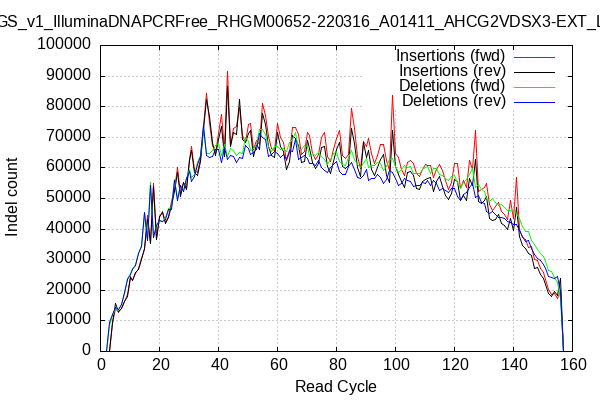 GS_v1_IlluminaDNAPCRFree_RHGM00652-220316_A01411_AHCG2VDSX3-EXT_L
Insertions (fwd)
Insertions (rev)
Deletions (fwd)
Deletions (rev)
100000
90000
80000
70000
60000
50000
40000
30000
20000
10000
0
Indel count
0 20 40 60 80 100 120 140 160
Read Cycle